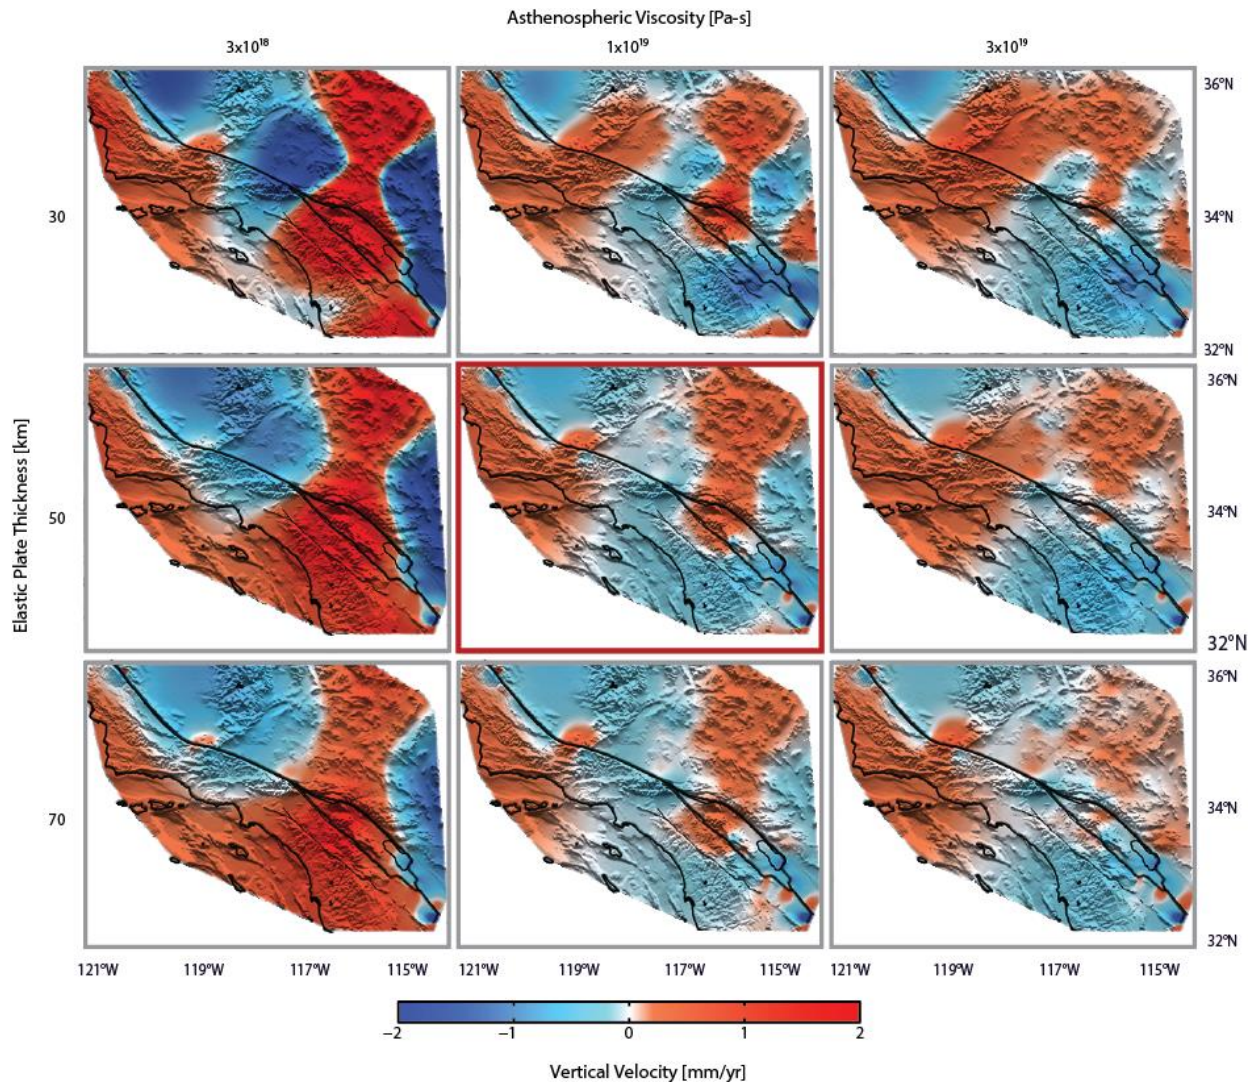 Asthenospheric Viscosity [Pa-s]
3x10¹⁸ 1x10¹⁹ 3x10¹⁹
36°N
30
34°N
32°N
36°N
Elastic Plate Thickness [km]
50
34°N
32°N
36°N
70
34°N
32°N
121°W 119°W 117°W 115°W 121°W 119°W 117°W 115°W 121°W 119°W 117°W 115°W
−2 −1 0 1 2
Vertical Velocity [mm/yr]